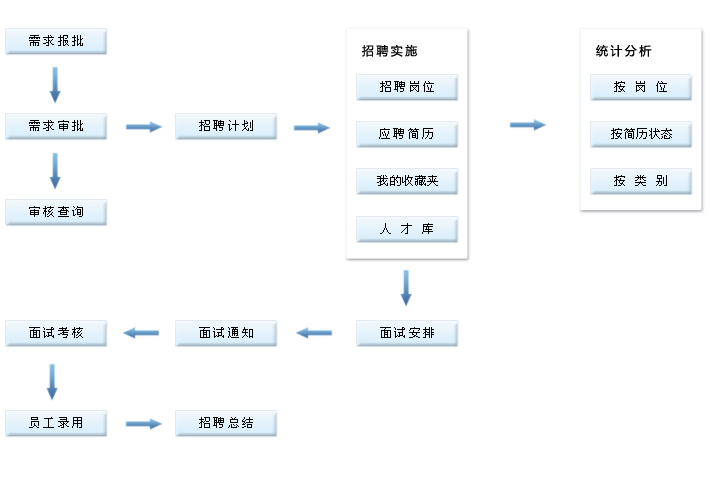 需求报批
需求审批
招聘计划
审核查询
招聘实施
招聘岗位
应聘简历
我的收藏夹
人 才 库
统计分析
按 岗 位
按简历状态
按 类 别
面试安排
面试通知
面试考核
员工录用
招聘总结